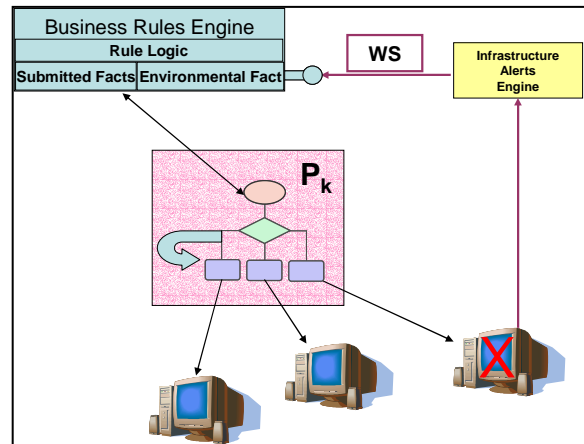 Business Rules Engine
Rule Logic
Submitted Facts Environmental Fact
WS
Infrastructure
Alerts
Engine
Pk
X